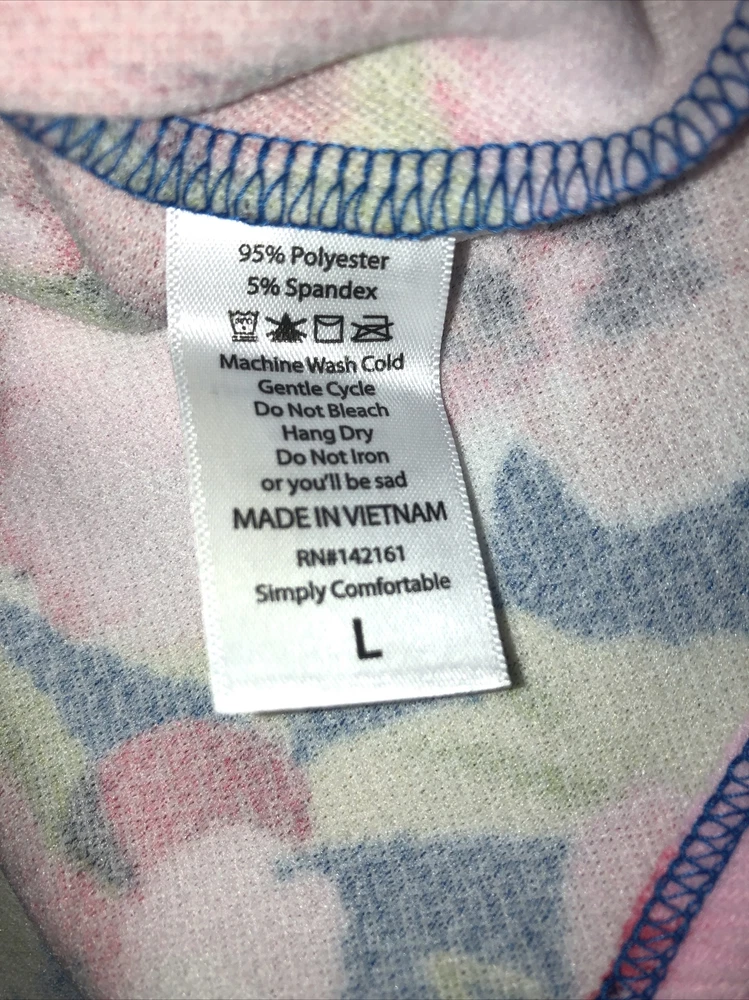 95% Polyester
5% Spandex
Machine Wash Cold
Gentle Cycle
Do Not Bleach
Hang Dry
Do Not Iron
or you'll be sad
MADE IN VIETNAM
RN#142161
Simply Comfortable
L